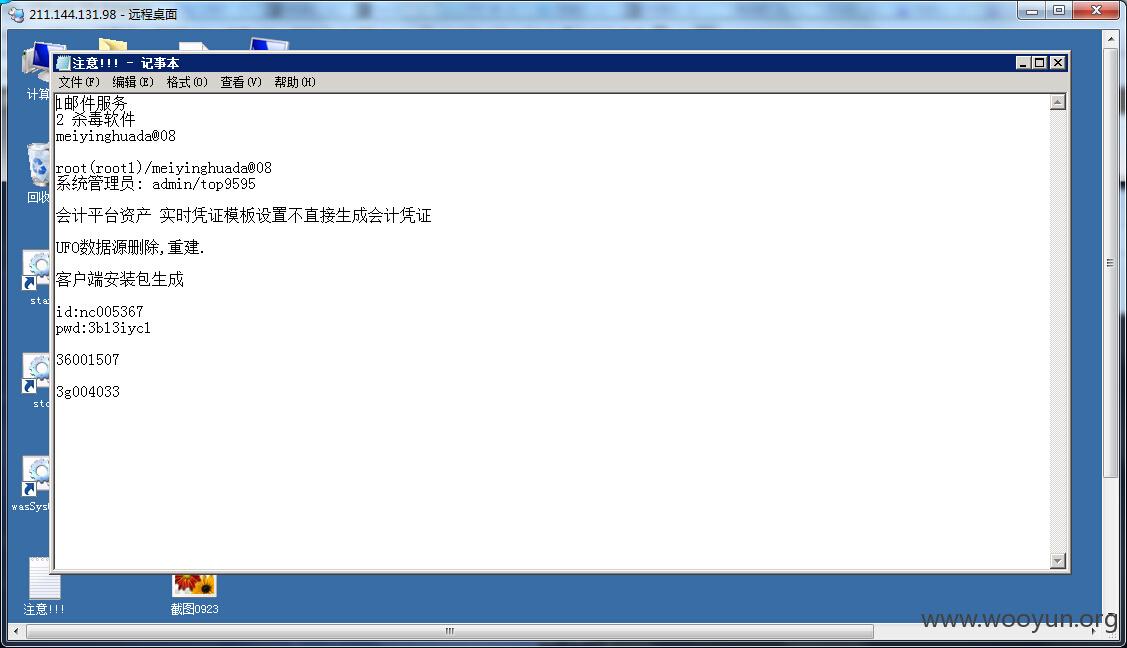 211.144.131.98 - 远程桌面
注意!!! - 记事本
文件(F) 编辑(E) 格式(O) 查看(V) 帮助(H)
1邮件服务
2 杀毒软件
meiyinghuada@08
root(root1)/meiyinghuada@08
系统管理员: admin/top9595
会计平台资产 实时凭证模板设置不直接生成会计凭证
UFO数据源删除,重建.
客户端安装包生成
id:nc005367
pwd:3bl3iycl
36001507
3g004033
计算
回收
sta
sto
wasSys
注意!!!
截图0923
www.wooyun.org